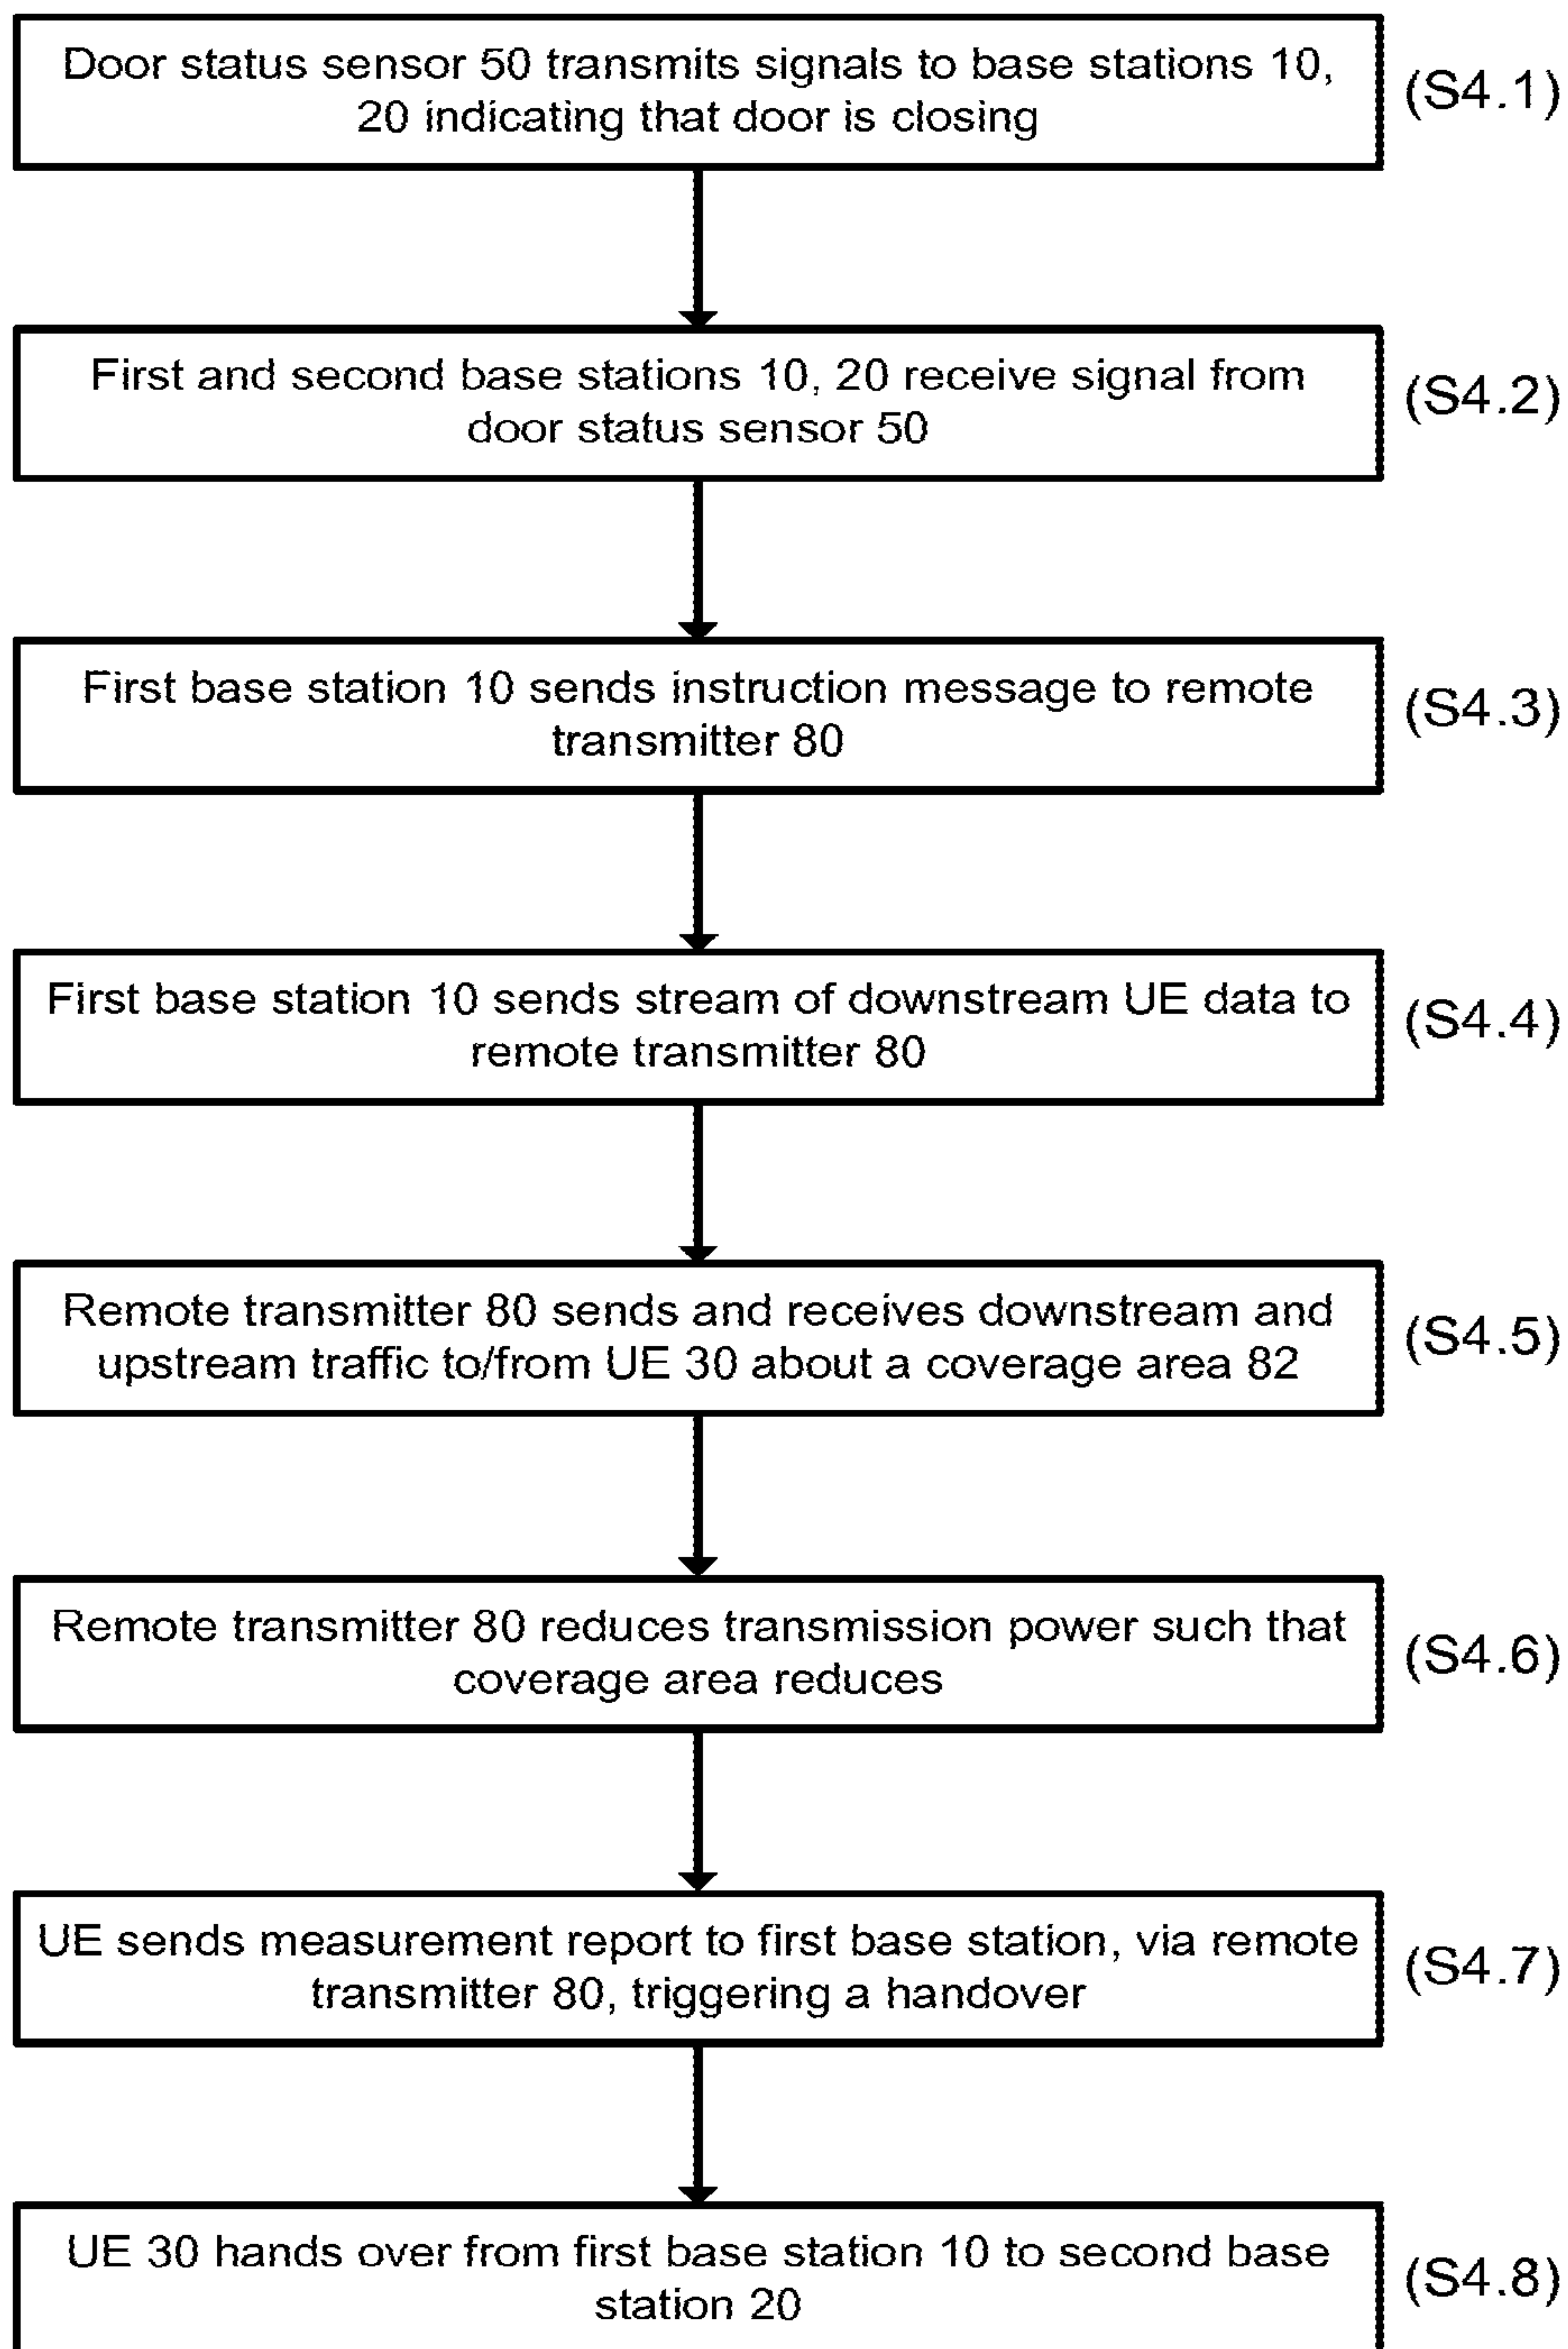 Door status sensor 50 transmits signals to base stations 10,
20 indicating that door is closing
(S4.1)
First and second base stations 10, 20 receive signal from
door status sensor 50
(S4.2)
First base station 10 sends instruction message to remote
transmitter 80
(S4.3)
First base station 10 sends stream of downstream UE data to
remote transmitter 80
(S4.4)
Remote transmitter 80 sends and receives downstream and
upstream traffic to/from UE 30 about a coverage area 82
(S4.5)
Remote transmitter 80 reduces transmission power such that
coverage area reduces
(S4.6)
UE sends measurement report to first base station, via remote
transmitter 80, triggering a handover
(S4.7)
UE 30 hands over from first base station 10 to second base
station 20
(S4.8)